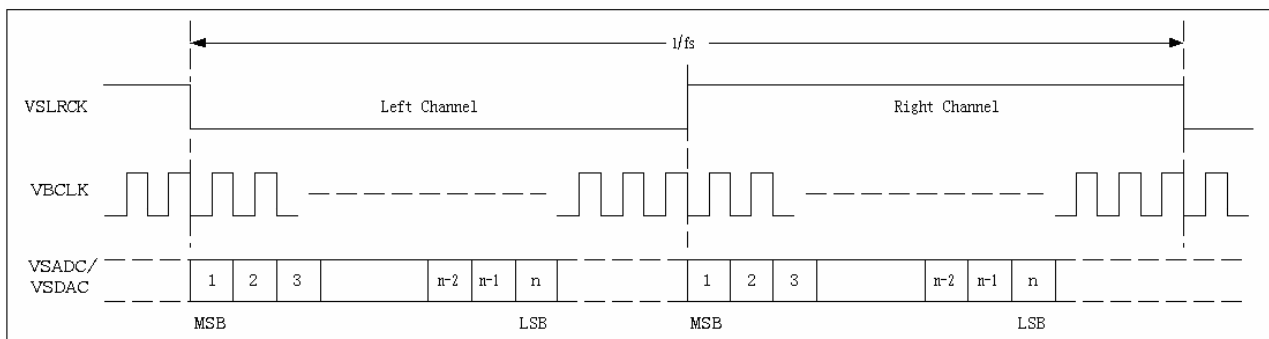 1/fs
VSLRCK Left Channel Right Channel
VBCLK
VSADC/
VSDAC
1 2 3 n-2 n-1 n 1 2 3 n-2 n-1 n
MSB LSB MSB LSB